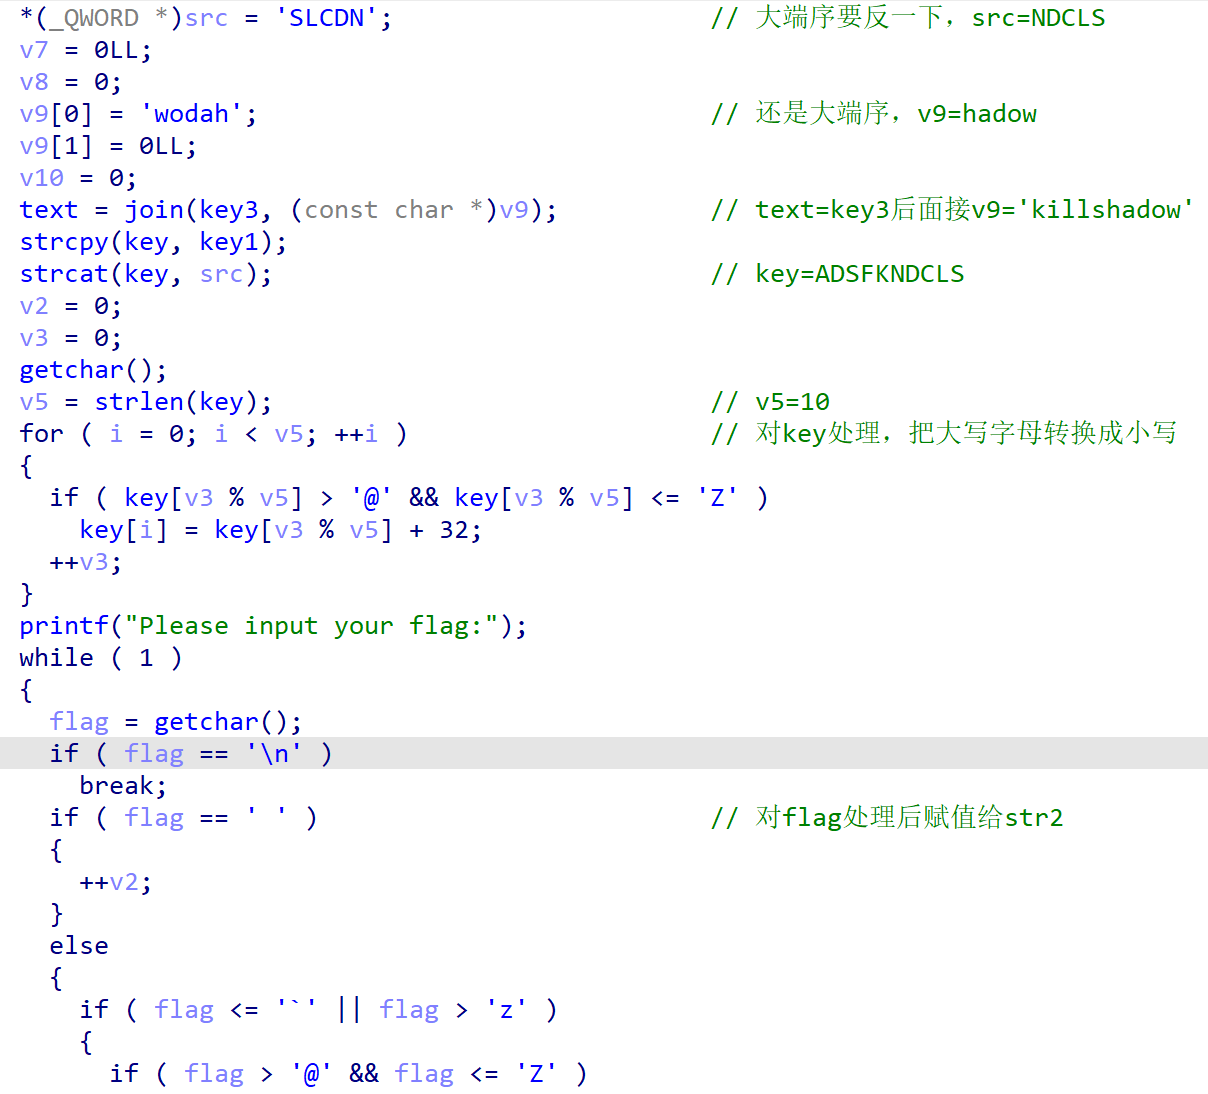 *(_QWORD *)src = 'SLCDN'; // 大端序要反一下，src=NDCLS
v7 = 0LL;
v8 = 0;
v9[0] = 'wodah'; // 还是大端序，v9=hadow
v9[1] = 0LL;
v10 = 0;
text = join(key3, (const char *)v9); // text=key3后面接v9='killshadow'
strcpy(key, key1);
strcat(key, src); // key=ADSFKNDCLS
v2 = 0;
v3 = 0;
getchar();
v5 = strlen(key); // v5=10
for ( i = 0; i < v5; ++i ) // 对key处理，把大写字母转换成小写
{
  if ( key[v3 % v5] > '@' && key[v3 % v5] <= 'Z' )
    key[i] = key[v3 % v5] + 32;
  ++v3;
}
printf("Please input your flag:");
while ( 1 )
{
  flag = getchar();
  if ( flag == '\n' )
    break;
  if ( flag == ' ' ) // 对flag处理后赋值给str2
  {
    ++v2;
  }
  else
  {
    if ( flag <= '`' || flag > 'z' )
    {
      if ( flag > '@' && flag <= 'Z' )